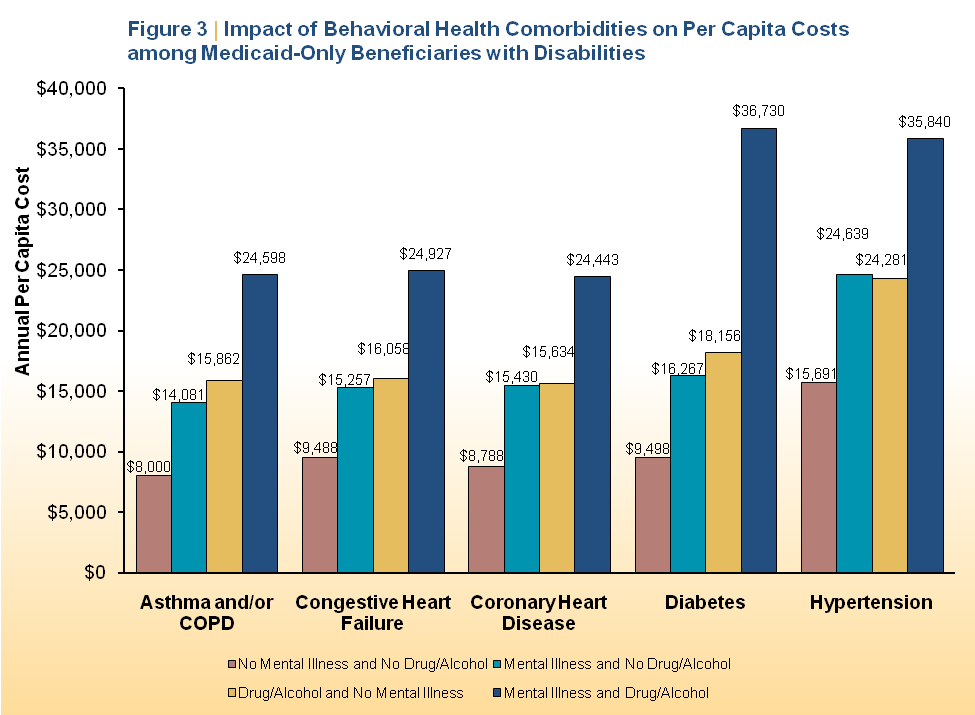 Figure 3 | Impact of Behavioral Health Comorbidities on Per Capita Costs
among Medicaid-Only Beneficiaries with Disabilities
Annual Per Capita Cost
$40,000
$35,000
$30,000
$25,000
$20,000
$15,000
$10,000
$5,000
$0
$8,000
$14,081
$15,862
$24,598
$9,488
$15,257
$16,058
$24,927
$8,788
$15,430
$15,634
$24,443
$9,498
$16,267
$18,156
$36,730
$15,691
$24,639
$24,281
$35,840
Asthma and/or
COPD
Congestive Heart
Failure
Coronary Heart
Disease
Diabetes
Hypertension
No Mental Illness and No Drug/Alcohol
Mental Illness and No Drug/Alcohol
Drug/Alcohol and No Mental Illness
Mental Illness and Drug/Alcohol